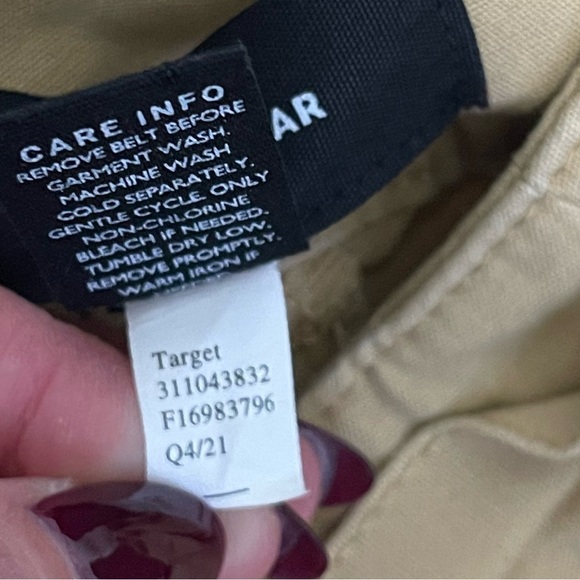 CARE INFO
REMOVE BELT BEFORE
GARMENT WASH.
MACHINE WASH
COLD SEPARATELY.
GENTLE CYCLE ONLY
NON-CHLORINE
BLEACH IF NEEDED.
TUMBLE DRY LOW.
REMOVE PROMPTLY.
WARM IRON IF
AR
Target
311043832
F16983796
Q4/21